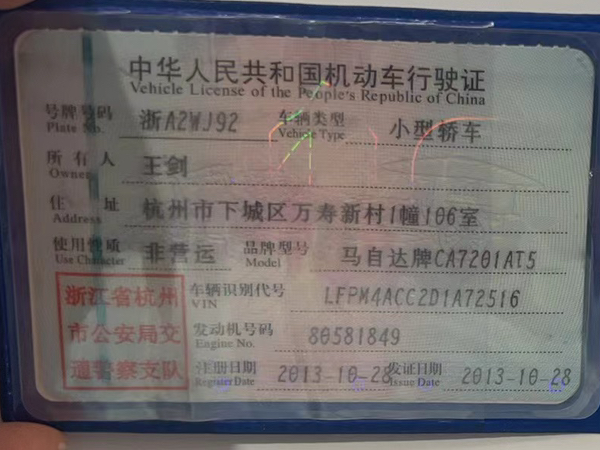 中华人民共和国机动车行驶证
Vehicle License of the People's Republic of China
号牌号码 浙A2WJ92 车辆类型 小型轿车
Plate No. Vehicle Type
所有人 王剑
Owner
住址 杭州市下城区万寿新村1幢106室
Address
使用性质 非营运 品牌型号 马自达牌CA7201AT5
Use Character Model
浙江省杭州
市公安局交
通警察支队
车辆识别代号 LFPM4ACC2D1A72516
VIN
发动机号码 80581849
Engine No.
注册日期 2013-10-28 发证日期 2013-10-28
Register Date Issue Date